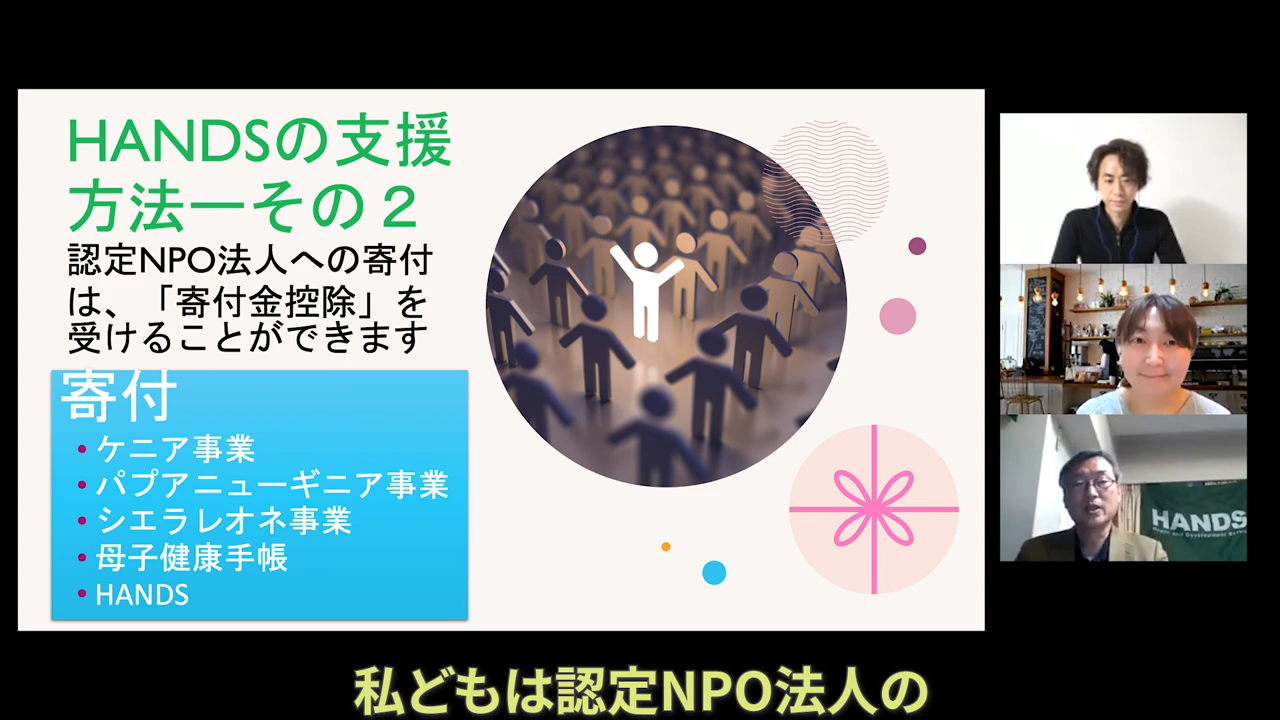 HANDSの支援
方法ーその２
認定NPO法人への寄付
は、「寄付金控除」を
受けることができます
寄付
• ケニア事業
• パプアニューギニア事業
• シエラレオネ事業
• 母子健康手帳
• HANDS
HANDS
Health and Development Service
私どもは認定NPO法人の